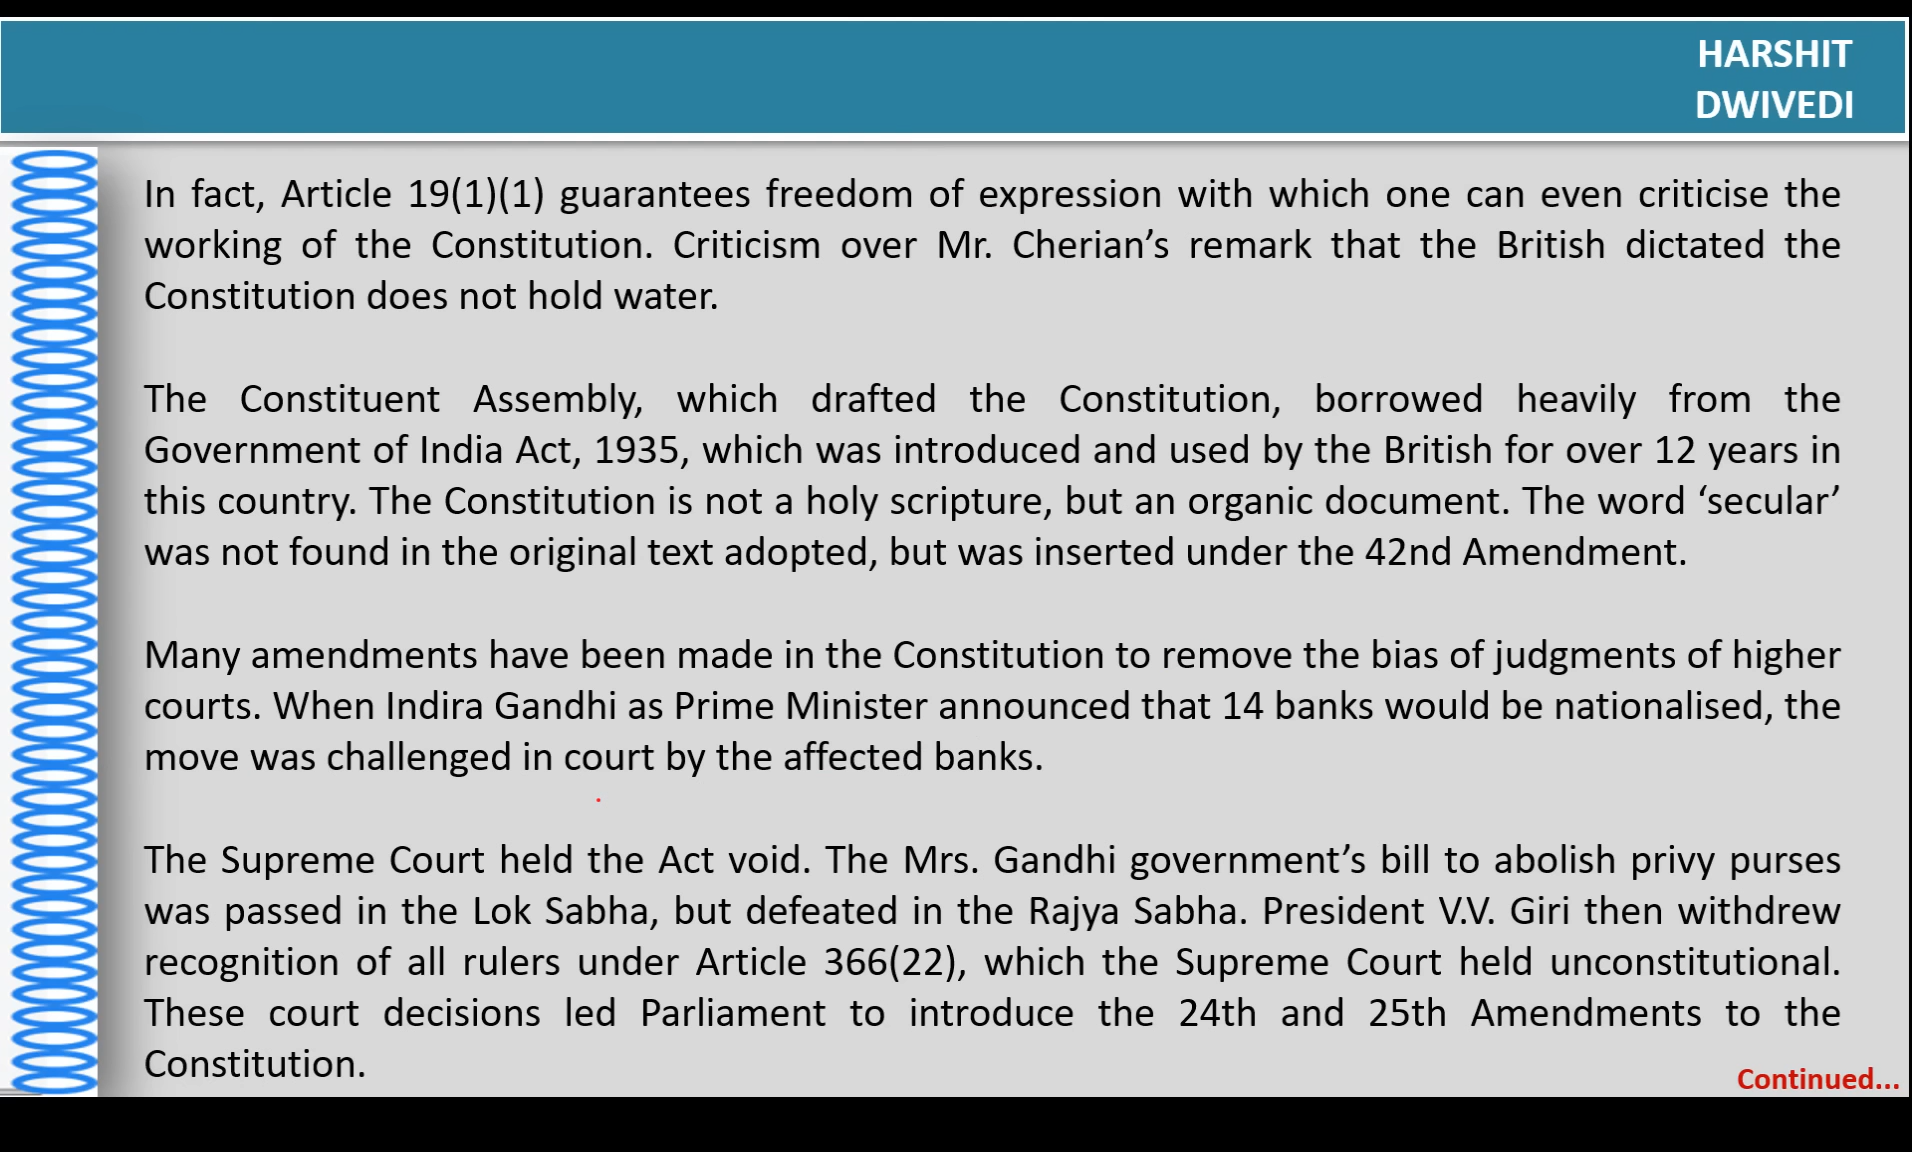 HARSHIT
DWIVEDI
In fact, Article 19(1)(1) guarantees freedom of expression with which one can even criticise the
working of the Constitution. Criticism over Mr. Cherian’s remark that the British dictated the
Constitution does not hold water.
The Constituent Assembly, which drafted the Constitution, borrowed heavily from the
Government of India Act, 1935, which was introduced and used by the British for over 12 years in
this country. The Constitution is not a holy scripture, but an organic document. The word ‘secular’
was not found in the original text adopted, but was inserted under the 42nd Amendment.
Many amendments have been made in the Constitution to remove the bias of judgments of higher
courts. When Indira Gandhi as Prime Minister announced that 14 banks would be nationalised, the
move was challenged in court by the affected banks.
The Supreme Court held the Act void. The Mrs. Gandhi government’s bill to abolish privy purses
was passed in the Lok Sabha, but defeated in the Rajya Sabha. President V.V. Giri then withdrew
recognition of all rulers under Article 366(22), which the Supreme Court held unconstitutional.
These court decisions led Parliament to introduce the 24th and 25th Amendments to the
Constitution.
Continued...